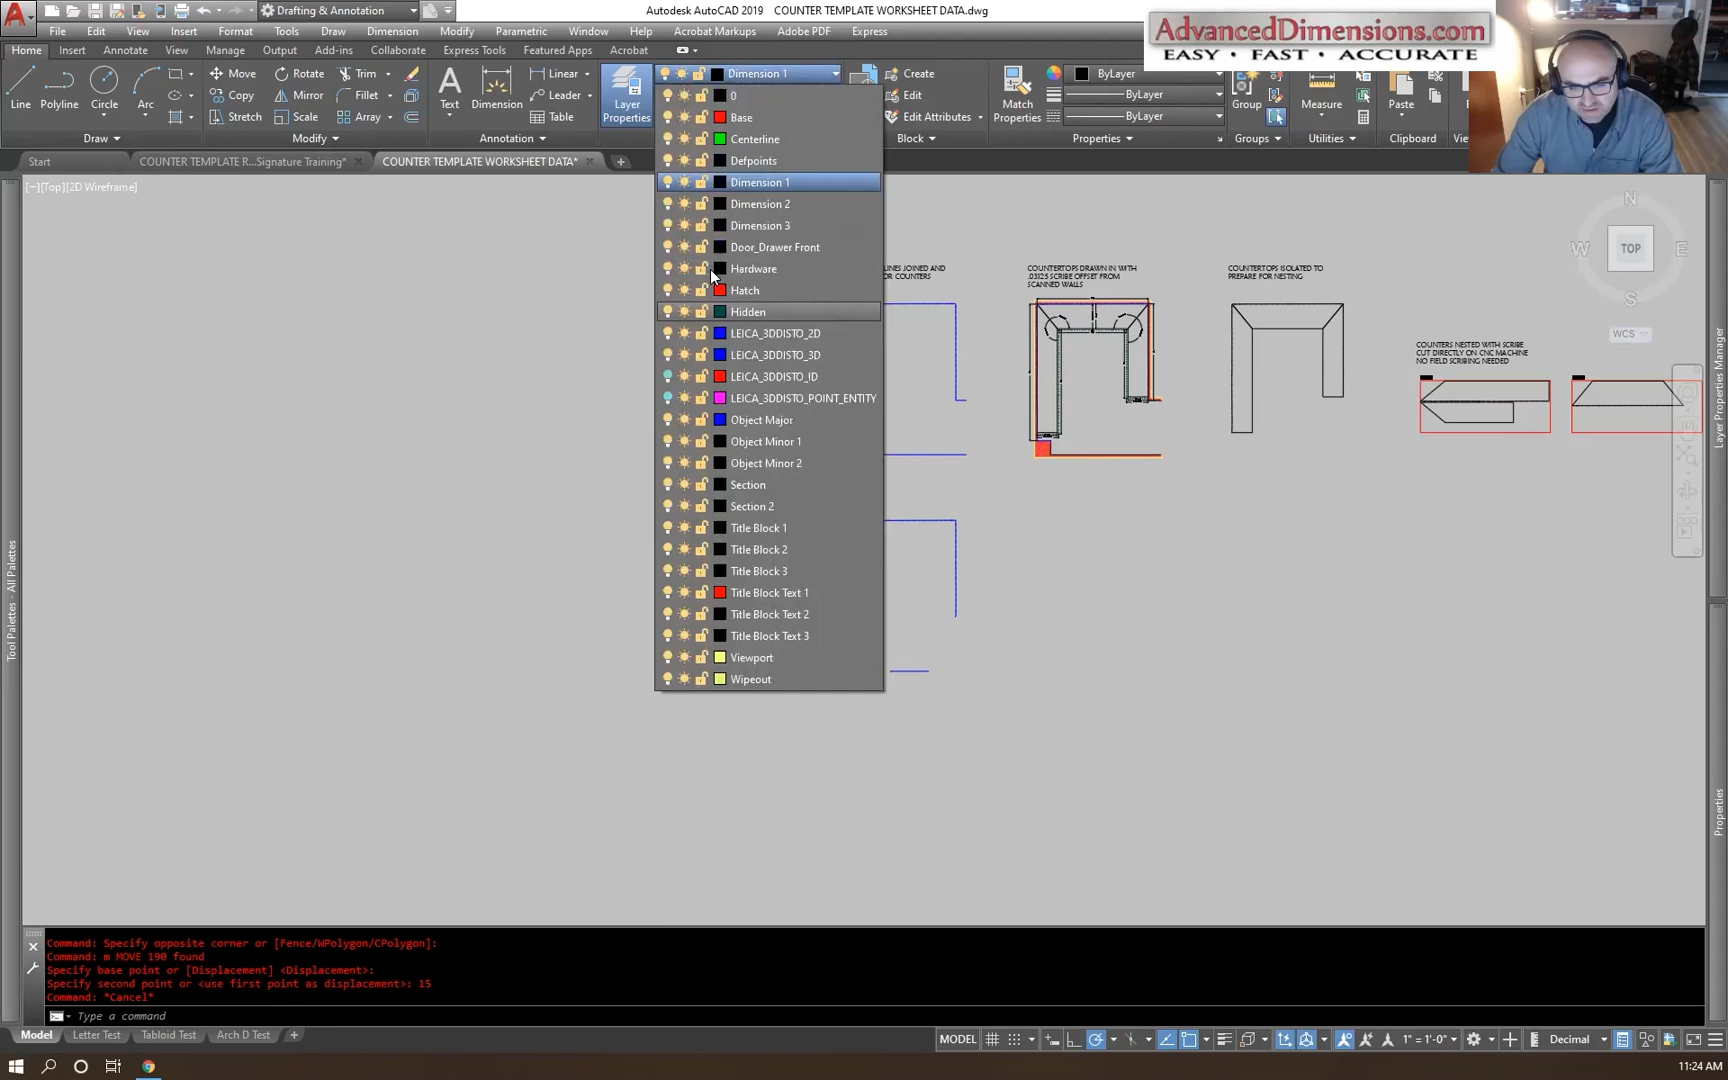 Drafting & Annotation
Autodesk AutoCAD 2019 COUNTER TEMPLATE WORKSHEET DATA.dwg
File Edit View Insert Format Tools Draw Dimension Modify Parametric Window Help Acrobat Markups Adobe PDF Express
AdvancedDimensions.com
EASY • FAST • ACCURATE
Home Insert Annotate View Manage Output Add-ins Collaborate Express Tools Featured Apps Acrobat
Line Polyline Circle Arc
Move Rotate Trim
Copy Mirror Fillet
Stretch Scale Array
Text Dimension
Linear
Leader
Table
Layer Properties
Dimension 1
Create
Edit
Edit Attributes
Match Properties
ByLayer
ByLayer
ByLayer
Group Measure Paste
Draw Modify Annotation Block Properties Groups Utilities Clipboard
Start COUNTER TEMPLATE R...Signature Training* COUNTER TEMPLATE WORKSHEET DATA*
[−][Top][2D Wireframe]
0
Base
Centerline
Defpoints
Dimension 1
Dimension 2
Dimension 3
Door_Drawer Front
Hardware
Hatch
Hidden
LEICA_3DDISTO_2D
LEICA_3DDISTO_3D
LEICA_3DDISTO_ID
LEICA_3DDISTO_POINT_ENTITY
Object Major
Object Minor 1
Object Minor 2
Section
Section 2
Title Block 1
Title Block 2
Title Block 3
Title Block Text 1
Title Block Text 2
Title Block Text 3
Viewport
Wipeout
LINES JOINED AND
OR COUNTERS
COUNTERTOPS DRAWN IN WITH
.03125 SCRIBE OFFSET FROM
SCANNED WALLS
COUNTERTOPS ISOLATED TO
PREPARE FOR NESTING
COUNTERS NESTED WITH SCRIBE
CUT DIRECTLY ON CNC MACHINE
NO FIELD SCRIBING NEEDED
N
W TOP E
S
WCS
Tool Palettes - All Palettes
Layer Properties Manager
Properties
Command: Specify opposite corner or [Fence/WPolygon/CPolygon]:
Command: m MOVE 190 found
Specify base point or [Displacement] <Displacement>:
Specify second point or <use first point as displacement>: 15
Command: *Cancel*
Type a command
Model Letter Test Tabloid Test Arch D Test
MODEL 1" = 1'-0" Decimal
11:24 AM